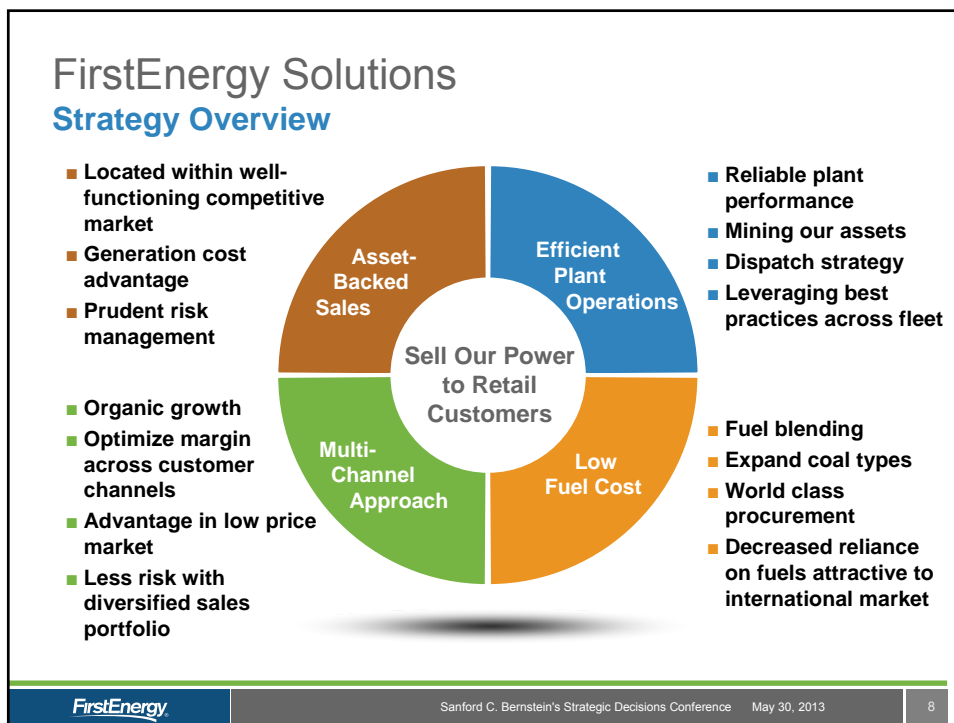 FirstEnergy Solutions
Strategy Overview
■ Located within well-
functioning competitive
market
■ Generation cost
advantage
■ Prudent risk
management
■ Organic growth
■ Optimize margin
across customer
channels
■ Advantage in low price
market
■ Less risk with
diversified sales
portfolio
Asset-
Backed
Sales
Efficient
Plant
Operations
Sell Our Power
to Retail
Customers
Multi-
Channel
Approach
Low
Fuel Cost
■ Reliable plant
performance
■ Mining our assets
■ Dispatch strategy
■ Leveraging best
practices across fleet
■ Fuel blending
■ Expand coal types
■ World class
procurement
■ Decreased reliance
on fuels attractive to
international market
FirstEnergy
Sanford C. Bernstein's Strategic Decisions Conference May 30, 2013 8